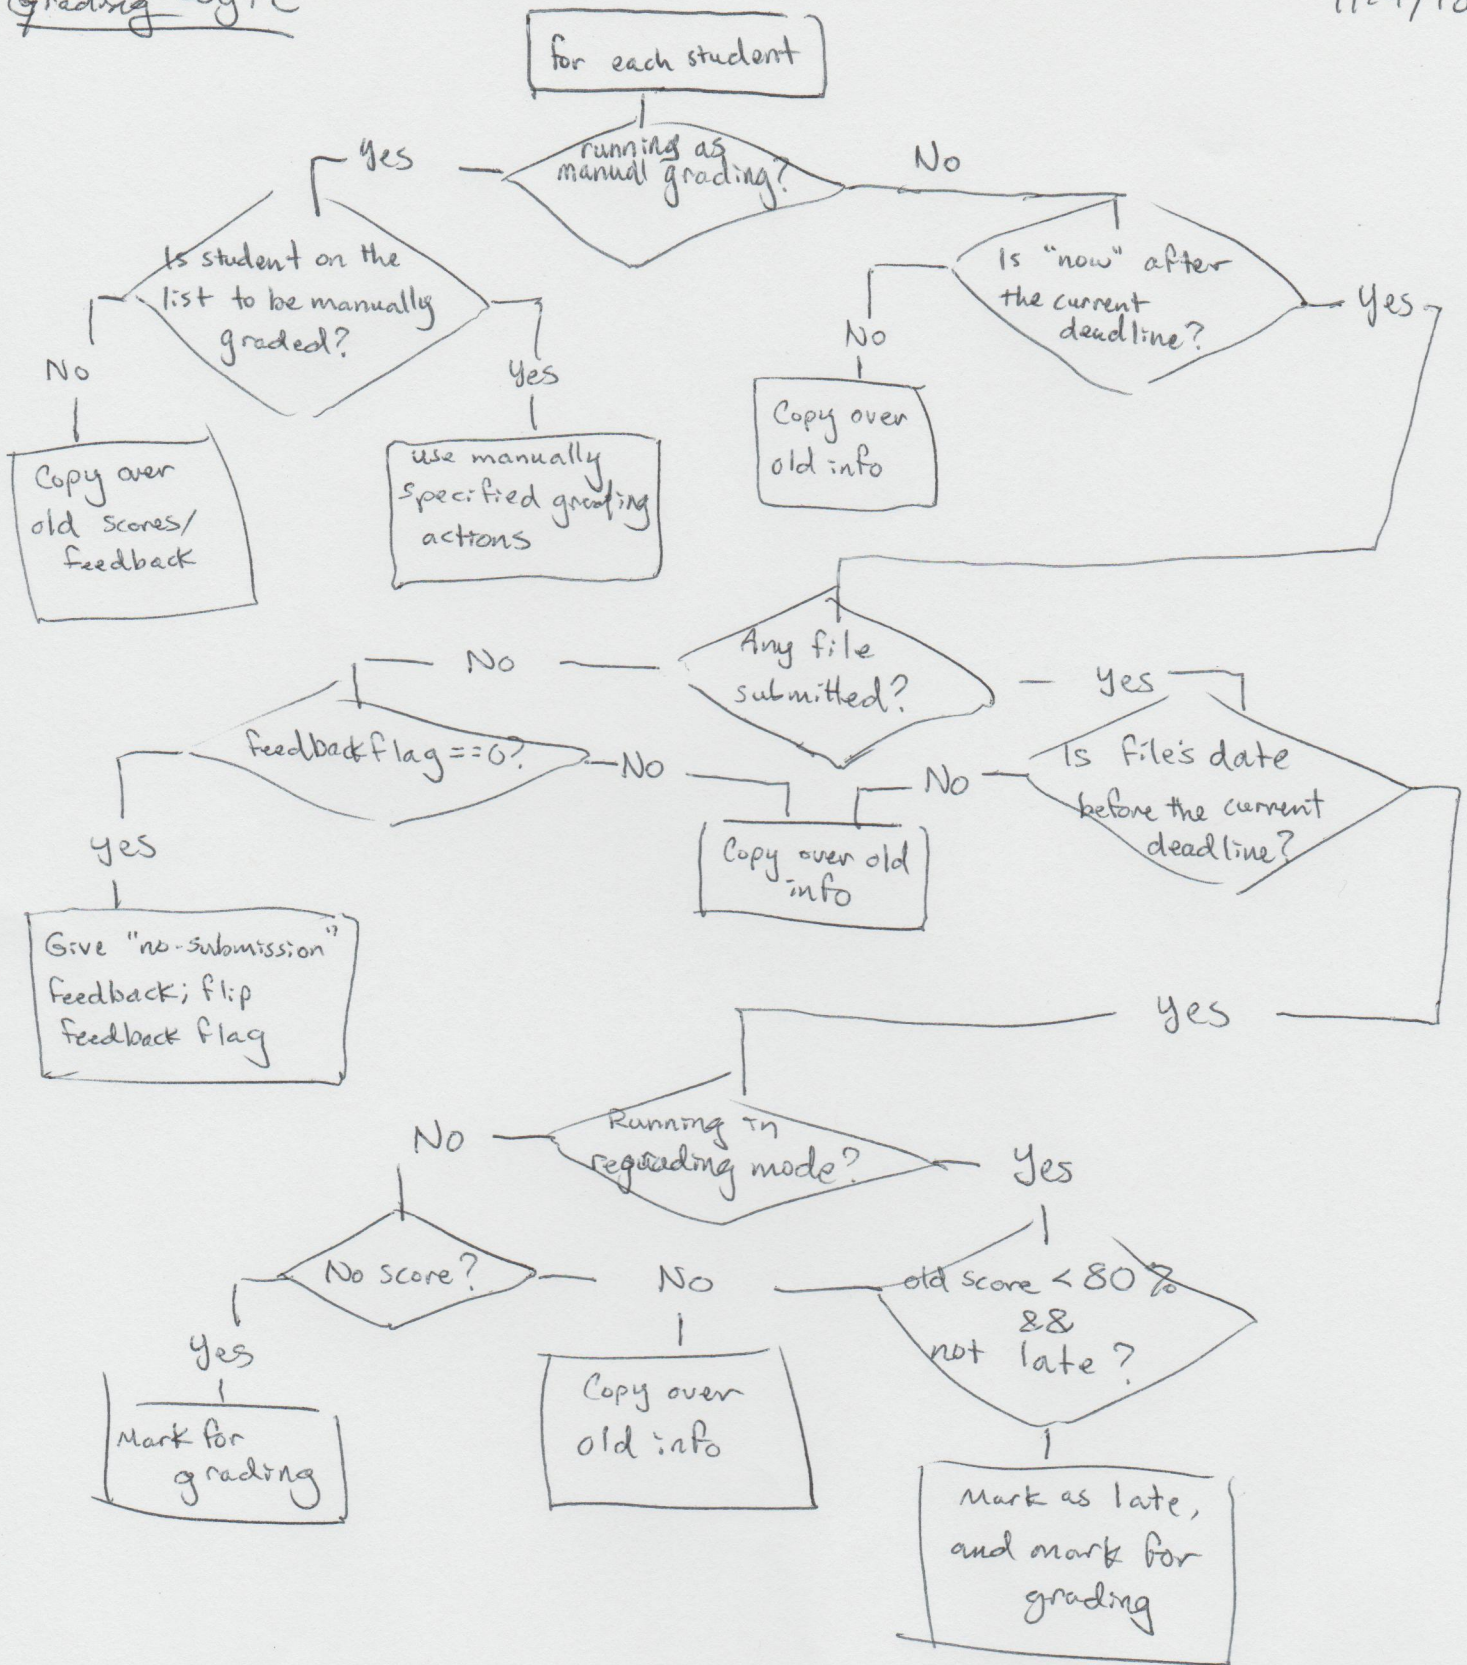 Grading
for each student
Yes
running as
manual grading?
No
Is student on the
list to be manually
graded?
Is "now" after
the current
deadline?
Yes
No
Yes
No
Copy over
old scores/
feedback
use manually
specified grading
actions
Copy over
old info
No
Any file
submitted?
Yes
feedback flag ==0?
No
No
Is file's date
before the current
deadline?
Yes
Copy over old
info
Give "no-submission"
feedback; flip
feedback flag
Yes
No
Running in
regrading mode?
Yes
No score?
No
old score < 80%
&&
not late?
Yes
Mark for
grading
Copy over
old info
Mark as late,
and mark for
grading